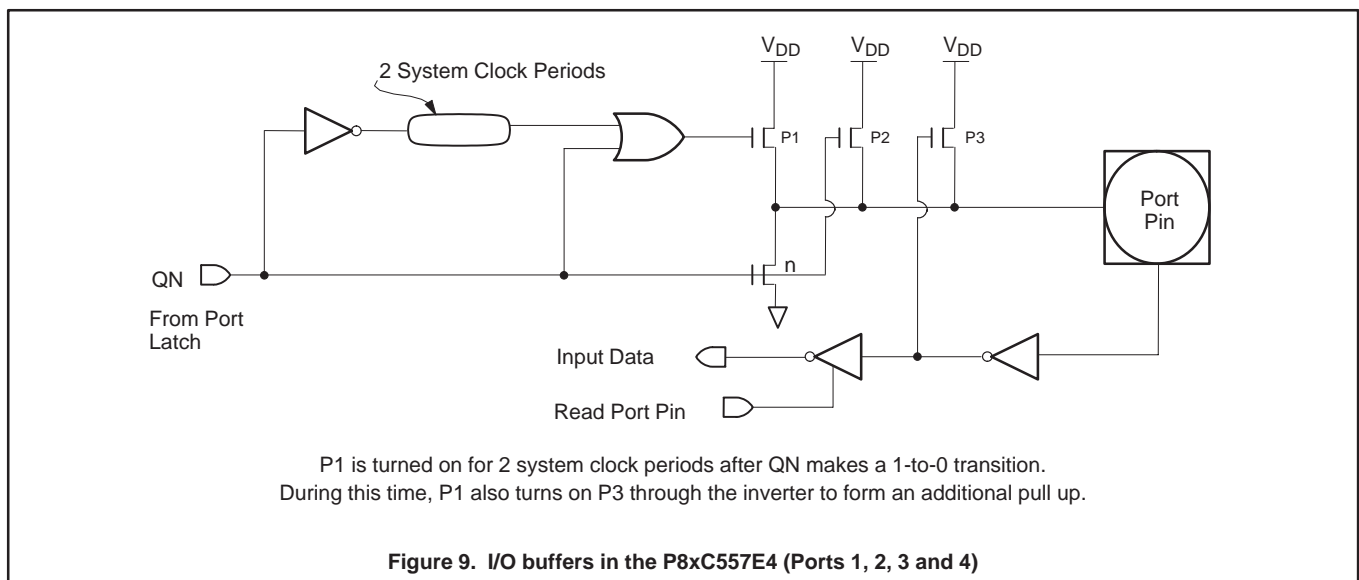 VDD VDD VDD
2 System Clock Periods
P1 P2 P3
Port
Pin
n
QN
From Port
Latch
Input Data
Read Port Pin
P1 is turned on for 2 system clock periods after QN makes a 1-to-0 transition.
During this time, P1 also turns on P3 through the inverter to form an additional pull up.
Figure 9. I/O buffers in the P8xC557E4 (Ports 1, 2, 3 and 4)